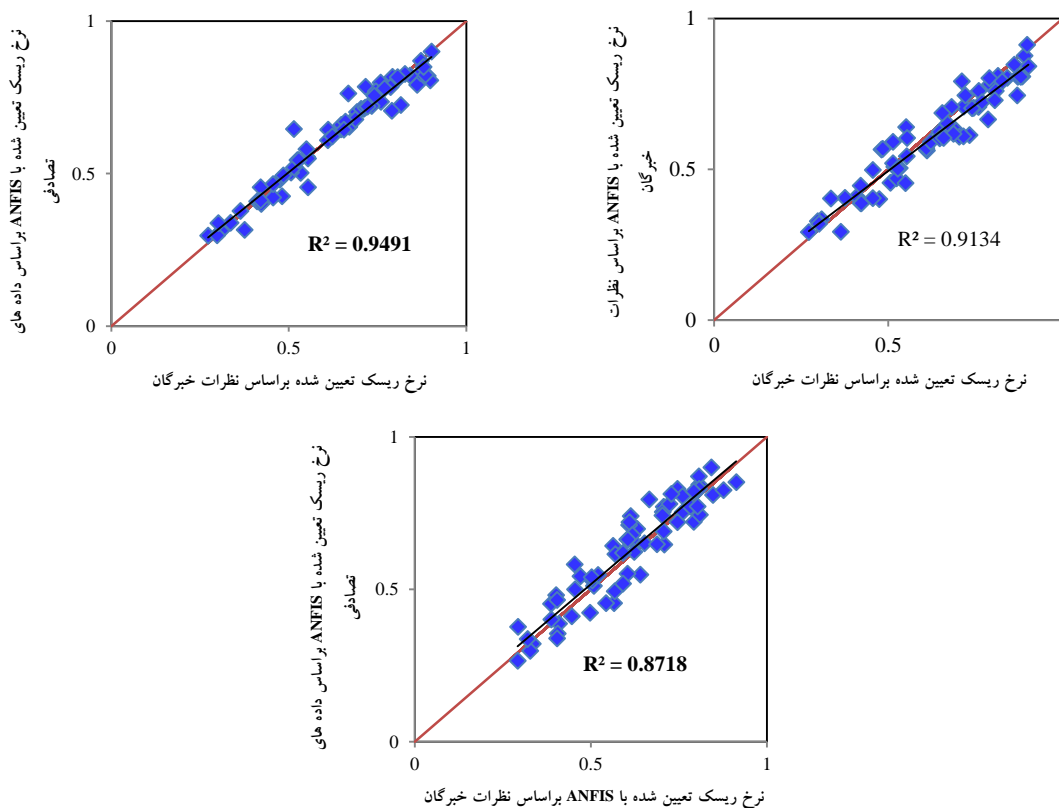 نرخ ریسک تعیین شده با ANFIS براساس داده های
تصادفی
1
0.5
0
R² = 0.9491
0
0.5
1
نرخ ریسک تعیین شده براساس نظرات خبرگان
نرخ ریسک تعیین شده با ANFIS براساس نظرات
خبرگان
1
0.5
0
R² = 0.9134
0
0.5
نرخ ریسک تعیین شده براساس نظرات خبرگان
نرخ ریسک تعیین شده با ANFIS براساس داده های
تصادفی
1
0.5
0
R² = 0.8718
0
0.5
1
نرخ ریسک تعیین شده با ANFIS براساس نظرات خبرگان